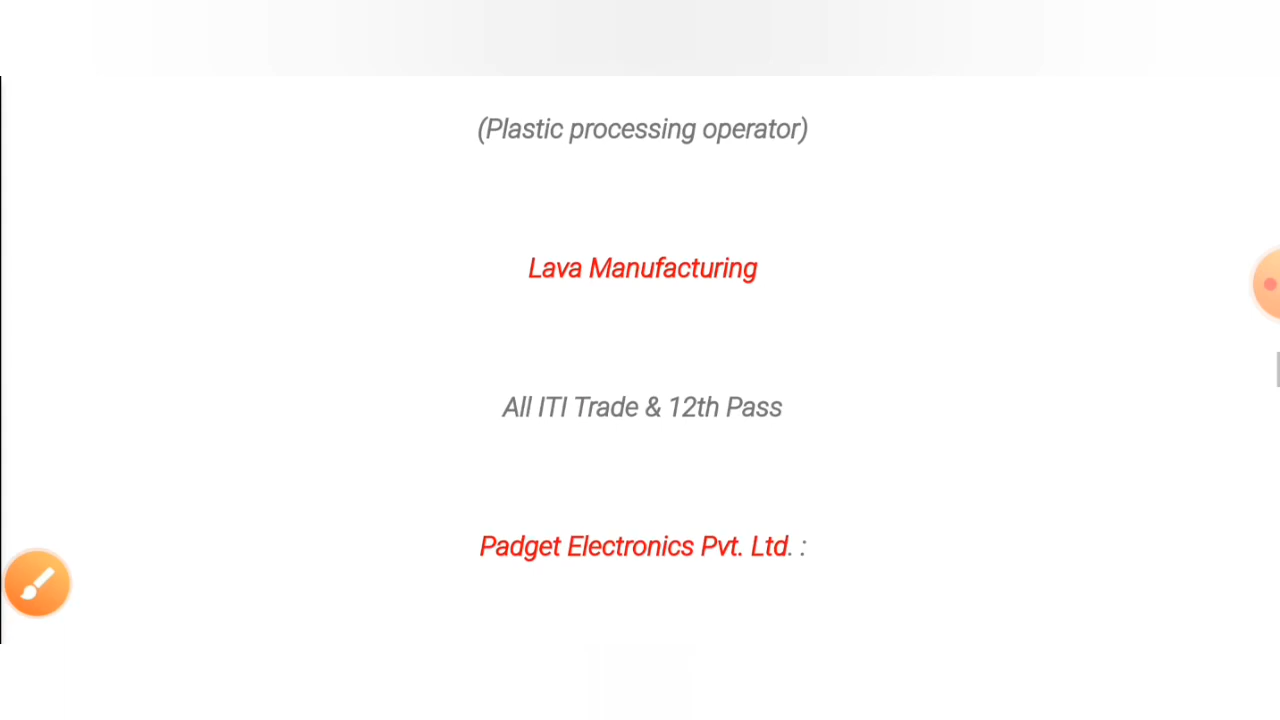 (Plastic processing operator)
Lava Manufacturing
All ITI Trade & 12th Pass
Padget Electronics Pvt. Ltd. :